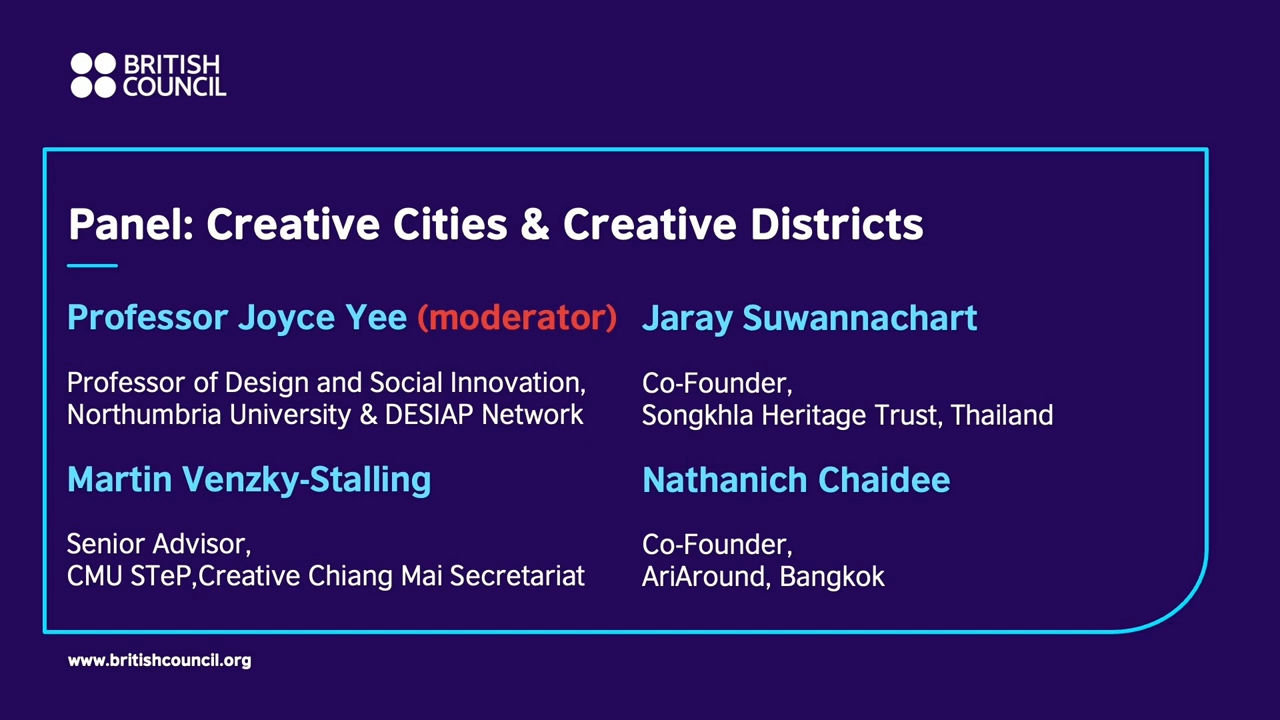 BRITISH
COUNCIL
Panel: Creative Cities & Creative Districts
Professor Joyce Yee (moderator)
Professor of Design and Social Innovation,
Northumbria University & DESIAP Network
Jaray Suwannachart
Co-Founder,
Songkhla Heritage Trust, Thailand
Martin Venzky-Stalling
Senior Advisor,
CMU STeP,Creative Chiang Mai Secretariat
Nathanich Chaidee
Co-Founder,
AriAround, Bangkok
www.britishcouncil.org